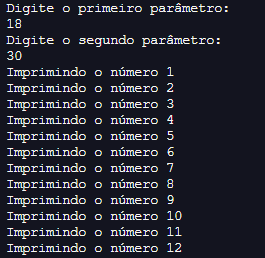 Digite o primeiro parâmetro:
18
Digite o segundo parâmetro:
30
Imprimindo o número 1
Imprimindo o número 2
Imprimindo o número 3
Imprimindo o número 4
Imprimindo o número 5
Imprimindo o número 6
Imprimindo o número 7
Imprimindo o número 8
Imprimindo o número 9
Imprimindo o número 10
Imprimindo o número 11
Imprimindo o número 12